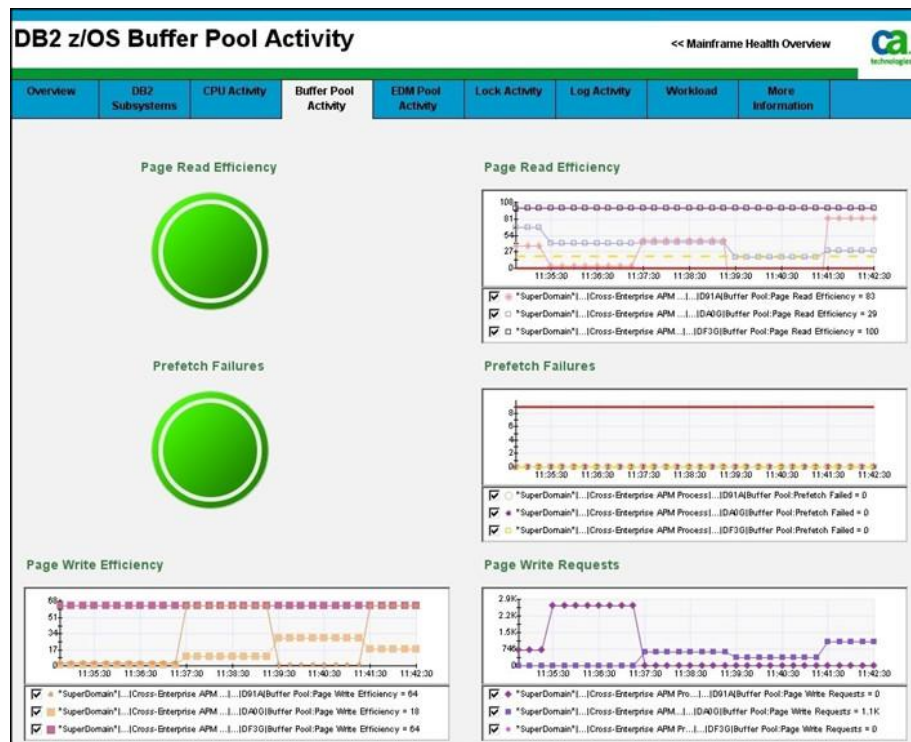 DB2 z/OS Buffer Pool Activity
<< Mainframe Health Overview
ca
technologies
Overview
DB2 Subsystems
CPU Activity
Buffer Pool Activity
EDM Pool Activity
Lock Activity
Log Activity
Workload
More Information
Page Read Efficiency
Page Read Efficiency
108
81
54
27
0
11:35:30 11:36:30 11:37:30 11:38:30 11:39:30 11:40:30 11:41:30 11:42:30
*SuperDomain*|...|Cross-Enterprise APM ...|...|D91A|Buffer Pool:Page Read Efficiency = 83
*SuperDomain*|...|Cross-Enterprise APM ...|...|DA0G|Buffer Pool:Page Read Efficiency = 29
*SuperDomain*|...|Cross-Enterprise APM ...|...|DF3G|Buffer Pool:Page Read Efficiency = 100
Prefetch Failures
Prefetch Failures
8
6
4
2
0
11:35:30 11:36:30 11:37:30 11:38:30 11:39:30 11:40:30 11:41:30 11:42:30
*SuperDomain*|...|Cross-Enterprise APM Process|...|D91A|Buffer Pool:Prefetch Failed = 0
*SuperDomain*|...|Cross-Enterprise APM Process|...|DA0G|Buffer Pool:Prefetch Failed = 0
*SuperDomain*|...|Cross-Enterprise APM Process|...|DF3G|Buffer Pool:Prefetch Failed = 0
Page Write Efficiency
68
51
34
17
0
11:35:30 11:36:30 11:37:30 11:38:30 11:39:30 11:40:30 11:41:30 11:42:30
*SuperDomain*|...|Cross-Enterprise APM ...|...|D91A|Buffer Pool:Page Write Efficiency = 64
*SuperDomain*|...|Cross-Enterprise APM ...|...|DA0G|Buffer Pool:Page Write Efficiency = 18
*SuperDomain*|...|Cross-Enterprise APM ...|...|DF3G|Buffer Pool:Page Write Efficiency = 64
Page Write Requests
2.9K
2.2K
1.5K
746
0
11:35:30 11:36:30 11:37:30 11:38:30 11:39:30 11:40:30 11:41:30 11:42:30
*SuperDomain*|...|Cross-Enterprise APM Pro...|...|D91A|Buffer Pool:Page Write Requests = 0
*SuperDomain*|...|Cross-Enterprise APM ...|...|DA0G|Buffer Pool:Page Write Requests = 1.1K
*SuperDomain*|...|Cross-Enterprise APM Pr...|...|DF3G|Buffer Pool:Page Write Requests = 0